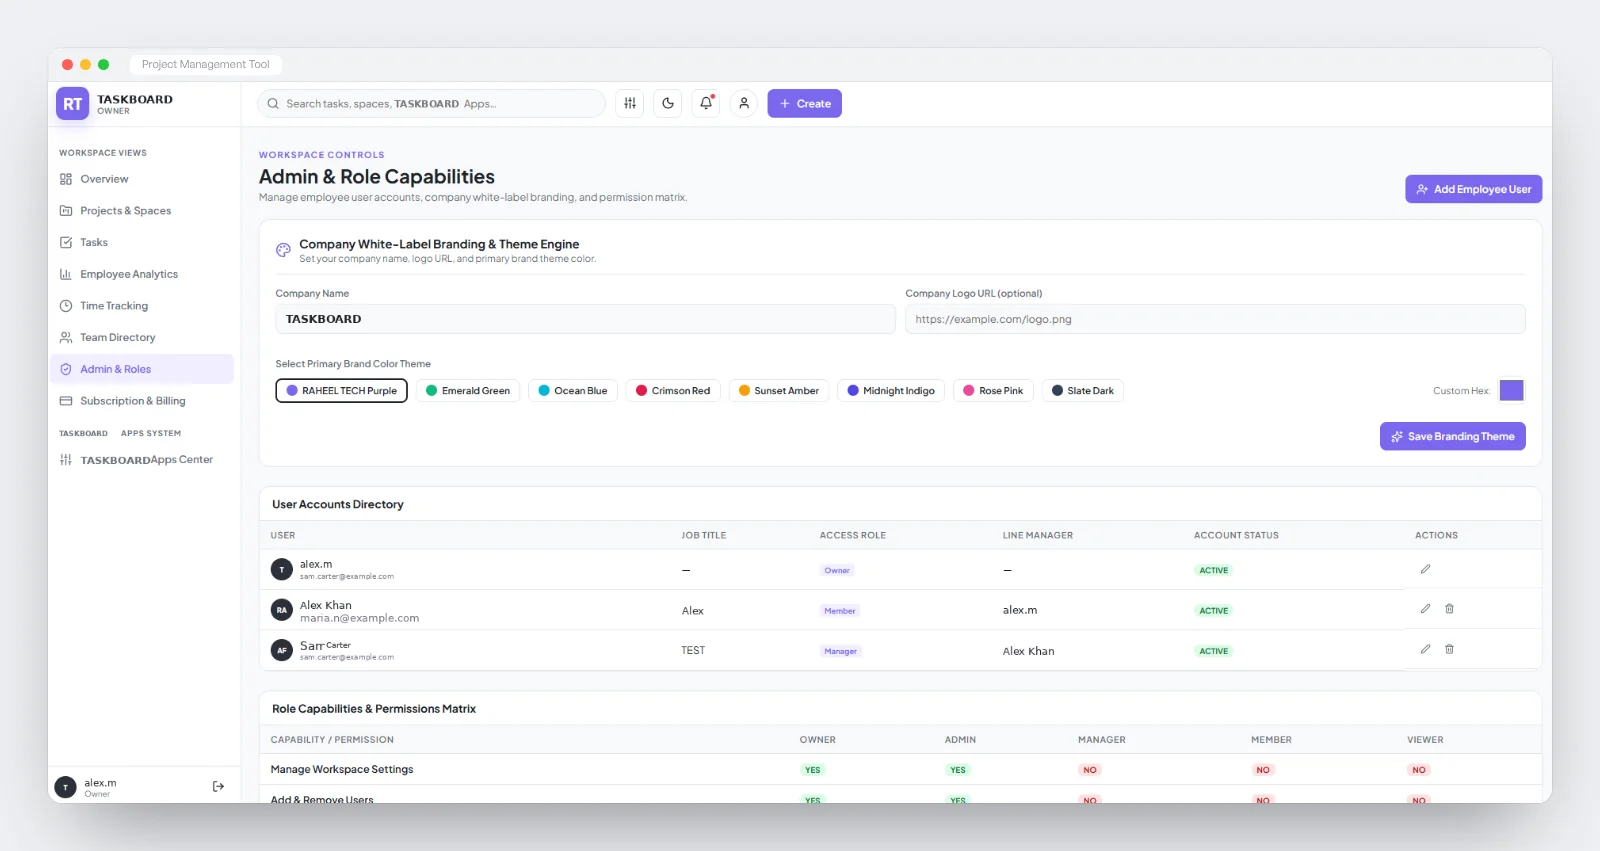 Project Management Tool
RT
TASKBOARD
OWNER
Search tasks, spaces, TASKBOARD Apps...
Create
WORKSPACE VIEWS
Overview
Projects & Spaces
Tasks
Employee Analytics
Time Tracking
Team Directory
Admin & Roles
Subscription & Billing
TASKBOARD APPS SYSTEM
TASKBOARDApps Center
T
alex.m
Owner
WORKSPACE CONTROLS
Admin & Role Capabilities
Manage employee user accounts, company white-label branding, and permission matrix.
Add Employee User
Company White-Label Branding & Theme Engine
Set your company name, logo URL, and primary brand theme color.
Company Name
Company Logo URL (optional)
TASKBOARD
https://example.com/logo.png
Select Primary Brand Color Theme
RAHEEL TECH Purple
Emerald Green
Ocean Blue
Crimson Red
Sunset Amber
Midnight Indigo
Rose Pink
Slate Dark
Custom Hex:
Save Branding Theme
User Accounts Directory
USER JOB TITLE ACCESS ROLE LINE MANAGER ACCOUNT STATUS ACTIONS
T alex.m — Owner — ACTIVE
sam.carter@example.com
RA Alex Khan Alex Member alex.m ACTIVE
maria.n@example.com
AF Sarr Carter TEST Manager Alex Khan ACTIVE
sam.carter@example.com
Role Capabilities & Permissions Matrix
CAPABILITY / PERMISSION OWNER ADMIN MANAGER MEMBER VIEWER
Manage Workspace Settings YES YES NO NO NO
Add & Remove Users YES YES NO NO NO